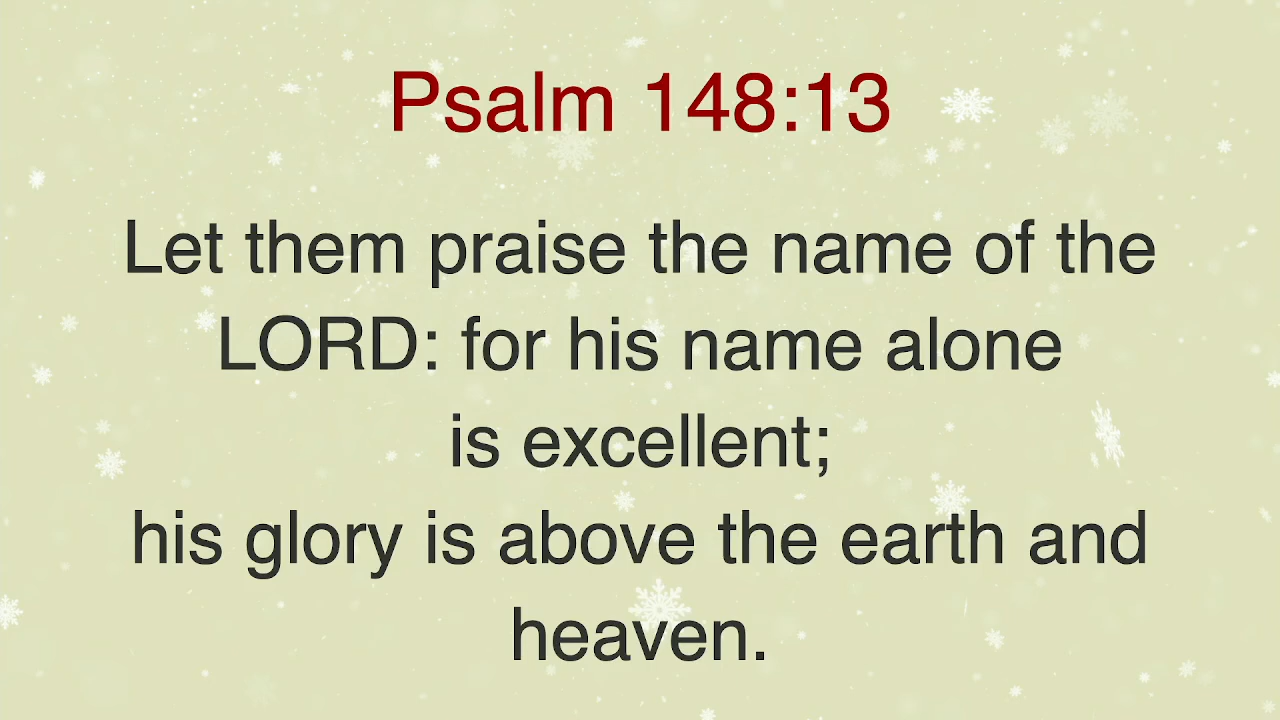 Psalm 148:13
Let them praise the name of the
LORD: for his name alone
is excellent;
his glory is above the earth and
heaven.